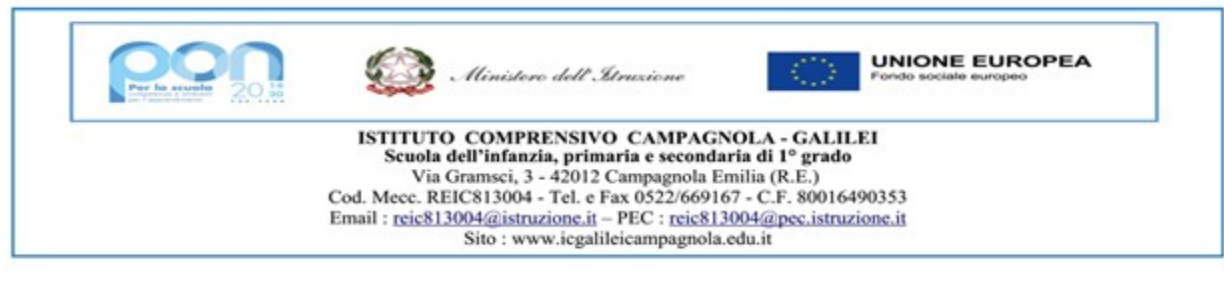 pon
Per la scuola
20 14
20
Ministero dell'Istruzione
UNIONE EUROPEA
Fondo sociale europeo
ISTITUTO COMPRENSIVO CAMPAGNOLA - GALILEI
Scuola dell'infanzia, primaria e secondaria di 1° grado
Via Gramsci, 3 - 42012 Campagnola Emilia (R.E.)
Cod. Mecc. REIC813004 - Tel. e Fax 0522/669167 - C.F. 80016490353
Email : reic813004@istruzione.it – PEC : reic813004@pec.istruzione.it
Sito : www.icgalileicampagnola.edu.it